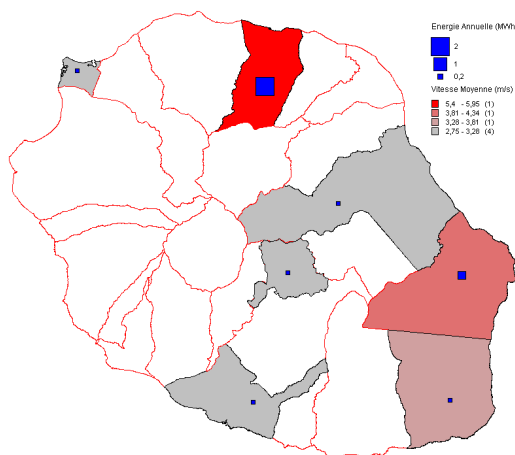 Energie Annuelle (MWh
2
1
0,2
Vitesse Moyenne (m/s)
5,4 - 5,95 (1)
3,81 - 4,34 (1)
3,28 - 3,81 (1)
2,75 - 3,28 (4)